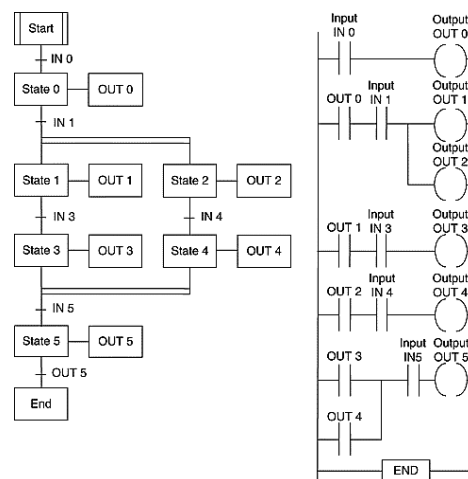 Start
IN 0
State 0
OUT 0
IN 1
State 1
OUT 1
State 2
OUT 2
IN 3
IN 4
State 3
OUT 3
State 4
OUT 4
IN 5
State 5
OUT 5
OUT 5
End
Input
IN 0
Output
OUT 0
OUT 0
Input
IN 1
Output
OUT 1
Output
OUT 2
OUT 1
Input
IN 3
Output
OUT 3
OUT 2
Input
IN 4
Output
OUT 4
OUT 3
Input
IN5
Output
OUT 5
OUT 4
END